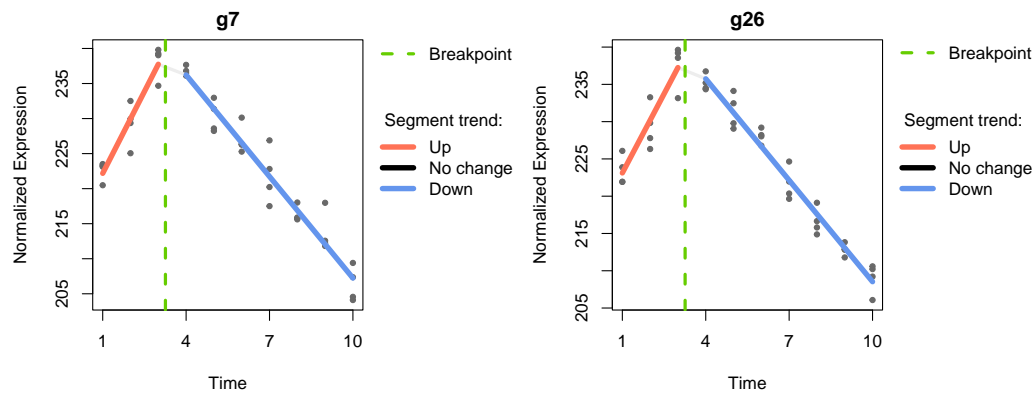 g7
Normalized Expression
235
225
215
205
1 4 7 10
Time
Breakpoint
Segment trend:
Up
No change
Down
g26
Normalized Expression
235
225
215
205
1 4 7 10
Time
Breakpoint
Segment trend:
Up
No change
Down